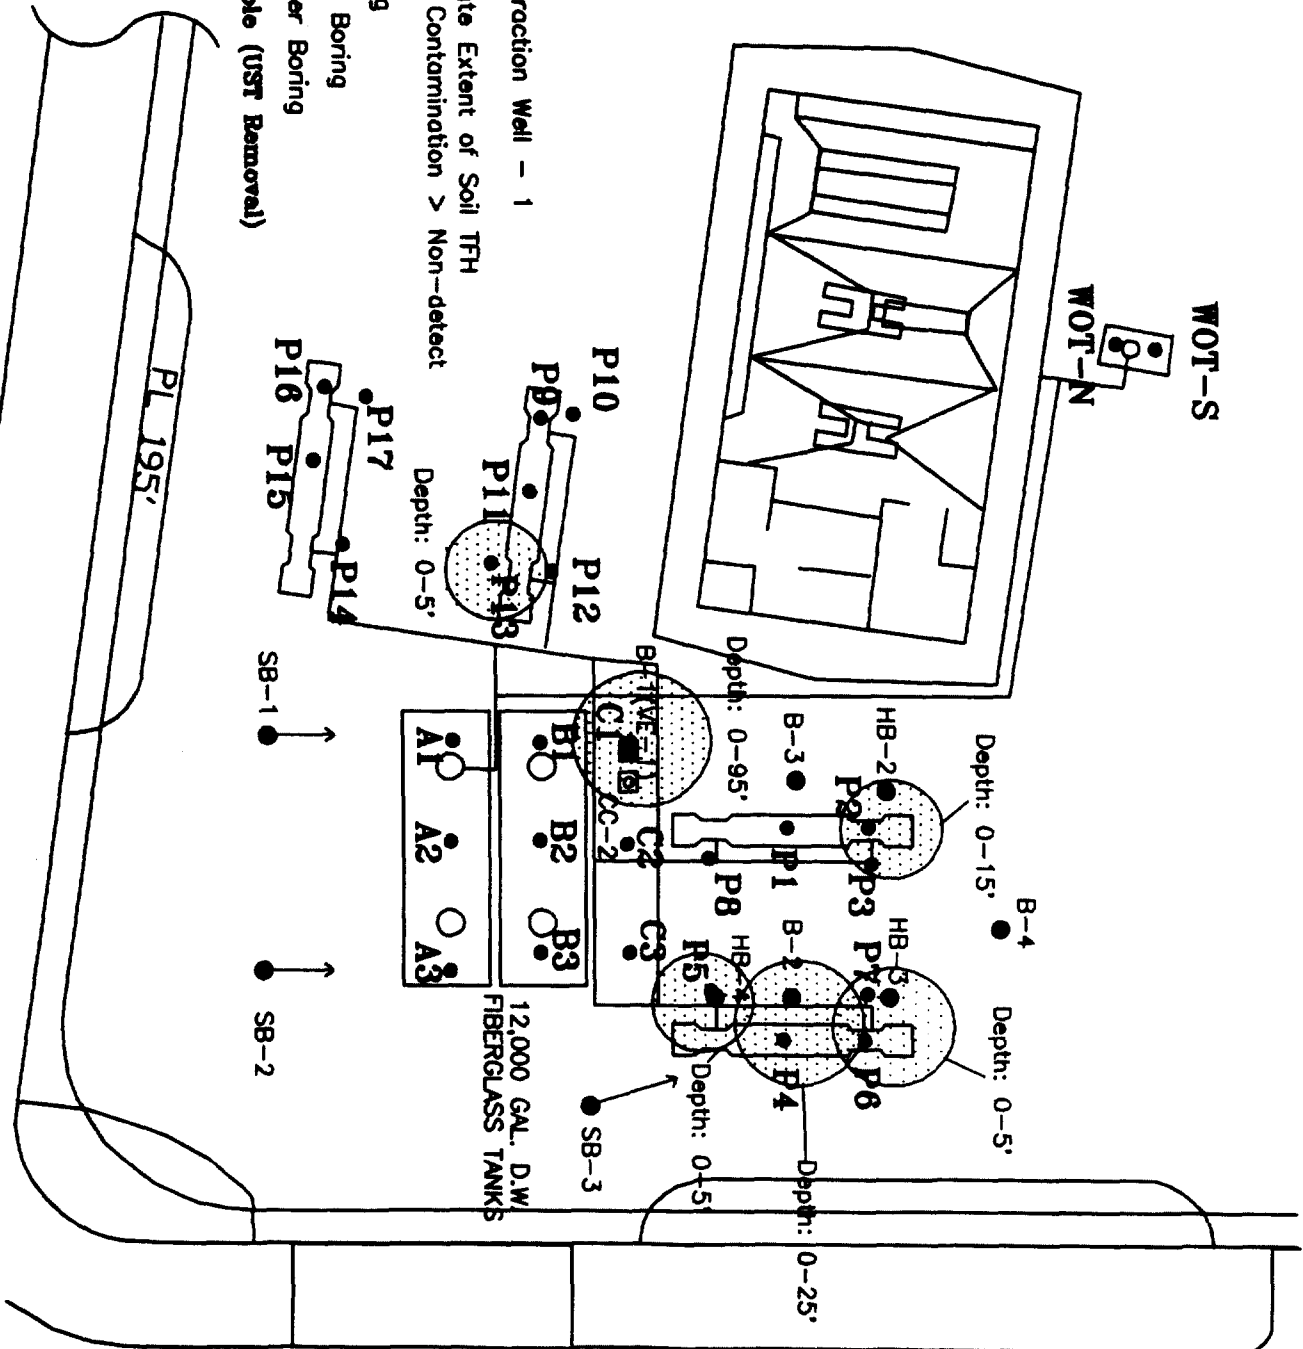 raction Well - 1
te Extent of Soil TFH
Contamination > Non-detect
g
Boring
er Boring
ple (UST Removal)
WOT-S
WOT-N
P10
P9
P11
P12
P13
Depth: 0-5'
P16
P17
P15
P14
PL 195'
SB-1
SB-2
SB-3
A1
A2
A3
B1
B2
B3
C1
C2
C3
CC-2
Depth: 0-95'
B-3
HB-2
P2
P1
P3
P8
Depth: 0-15'
B-4
HB-3
P7
B-2
HB-4
P5
P4
P6
Depth: 0-5'
Depth: 0-5'
Depth: 0-25'
12,000 GAL. D.W.
FIBERGLASS TANKS